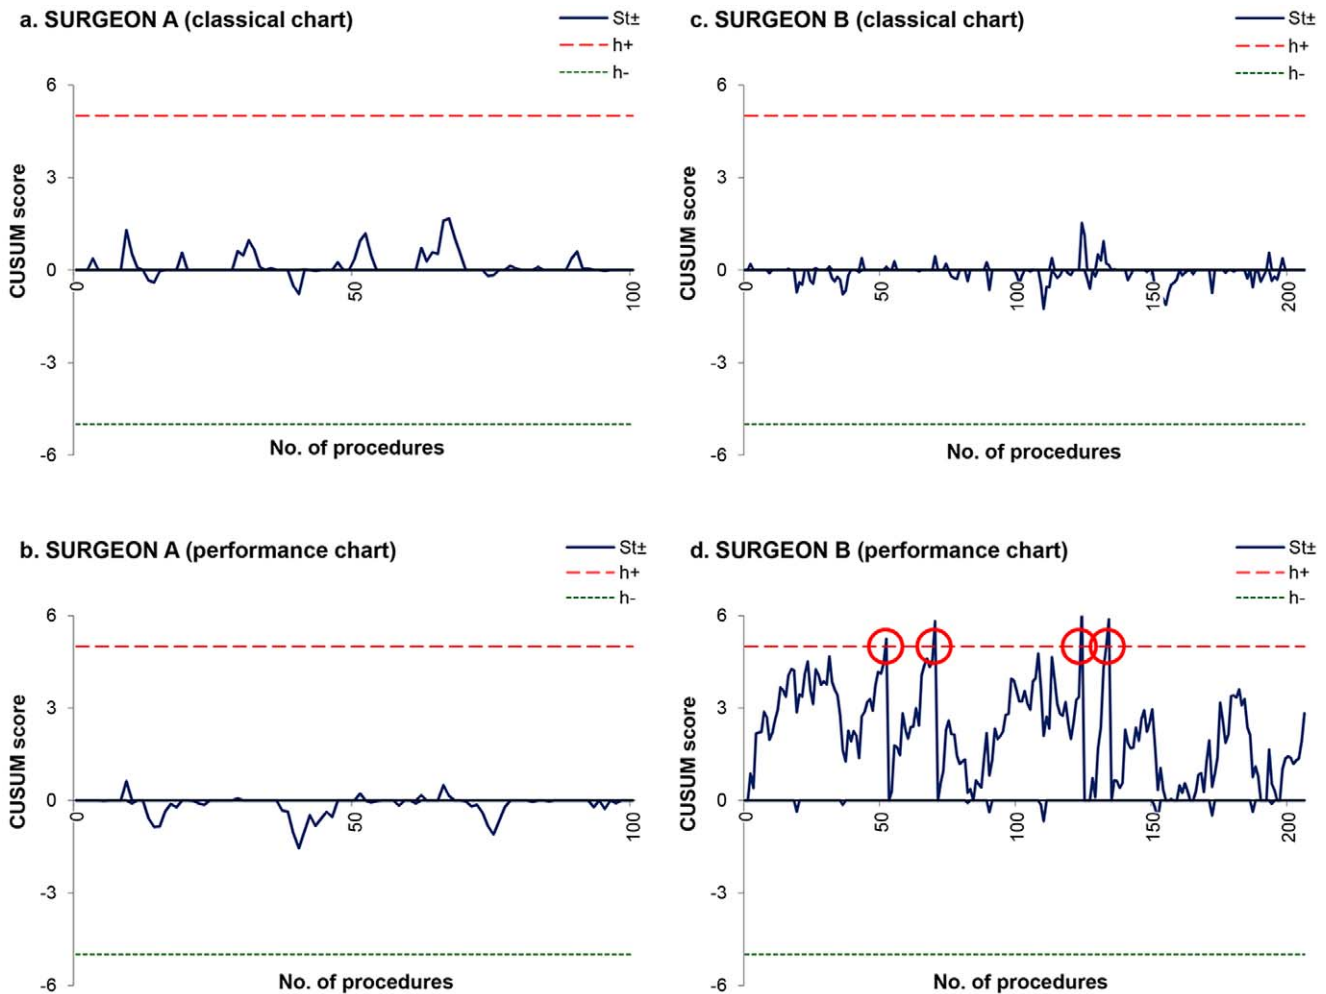 a. SURGEON A (classical chart)
St±
h+
h-
6
3
0
-3
-6
CUSUM score
0
50
100
No. of procedures
c. SURGEON B (classical chart)
St±
h+
h-
6
3
0
-3
-6
CUSUM score
0
50
100
150
200
No. of procedures
b. SURGEON A (performance chart)
St±
h+
h-
6
3
0
-3
-6
CUSUM score
0
50
100
No. of procedures
d. SURGEON B (performance chart)
St±
h+
h-
6
3
0
-3
-6
CUSUM score
0
50
100
150
200
No. of procedures